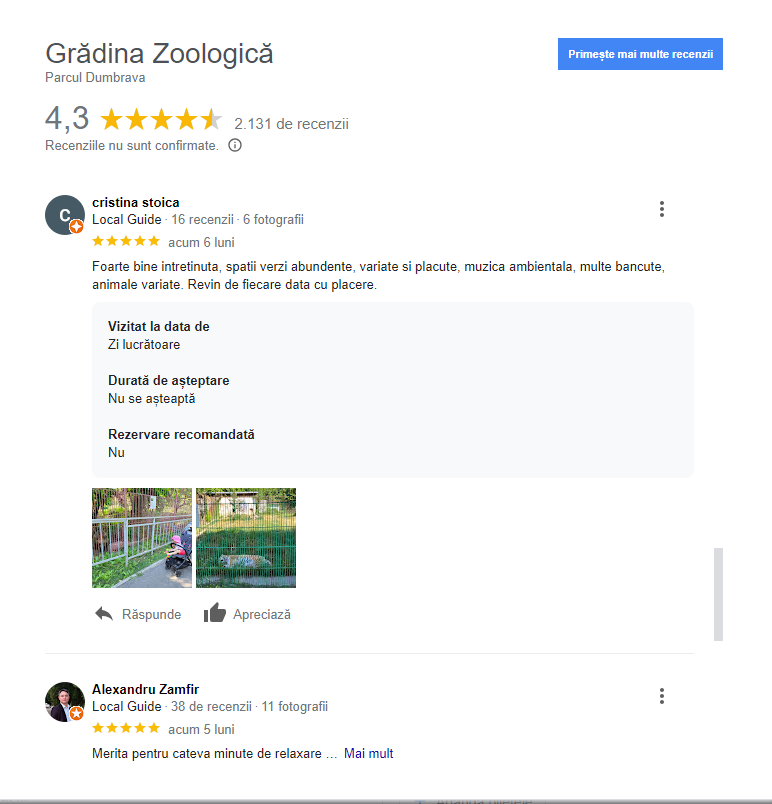 Grădina Zoologică
Primește mai multe recenzii
Parcul Dumbrava
4,3 2.131 de recenzii
Recenziile nu sunt confirmate.
c
cristina stoica
Local Guide · 16 recenzii · 6 fotografii
acum 6 luni
Foarte bine intretinuta, spatii verzi abundente, variate si placute, muzica ambientala, multe bancute,
animale variate. Revin de fiecare data cu placere.
Vizitat la data de
Zi lucrătoare
Durată de așteptare
Nu se așteaptă
Rezervare recomandată
Nu
Răspunde Apreciază
Alexandru Zamfir
Local Guide · 38 de recenzii · 11 fotografii
acum 5 luni
Merita pentru cateva minute de relaxare … Mai mult